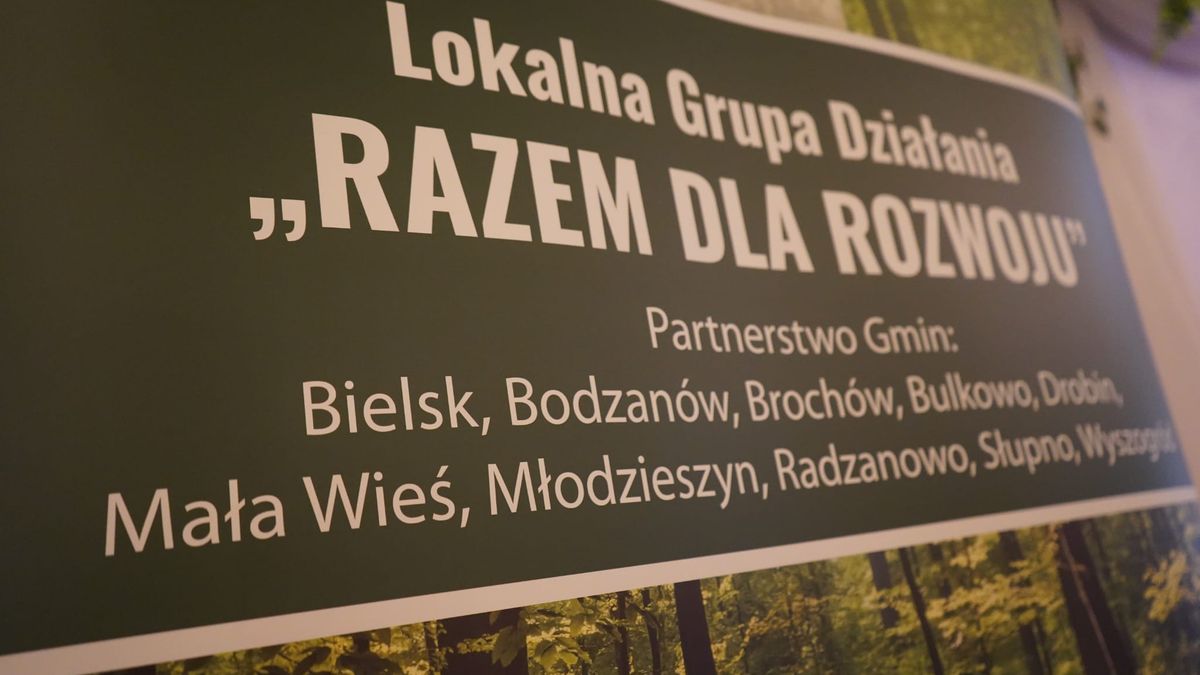 Lokalna Grupa Działania
„RAZEM DLA ROZWOJU”
Partnerstwo Gmin:
Bielsk, Bodzanów, Brochów, Bulkowo, Drobin,
Mała Wieś, Młodzieszyn, Radzanowo, Słupno, Wyszogród